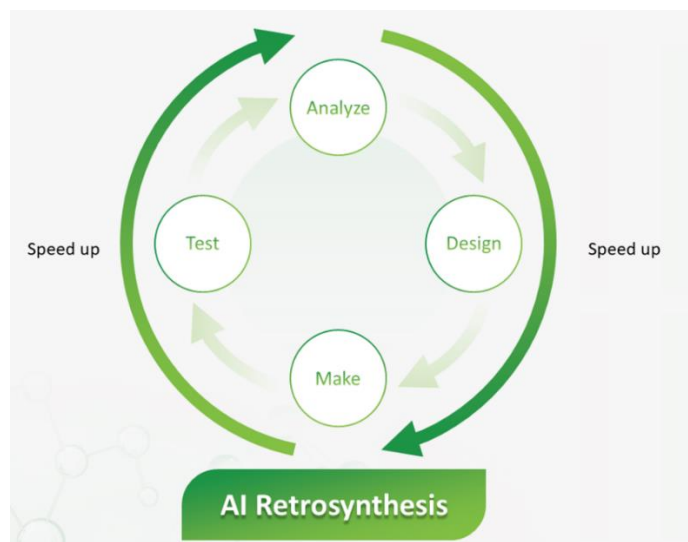 Analyze
Speed up
Test
Design
Speed up
Make
AI Retrosynthesis